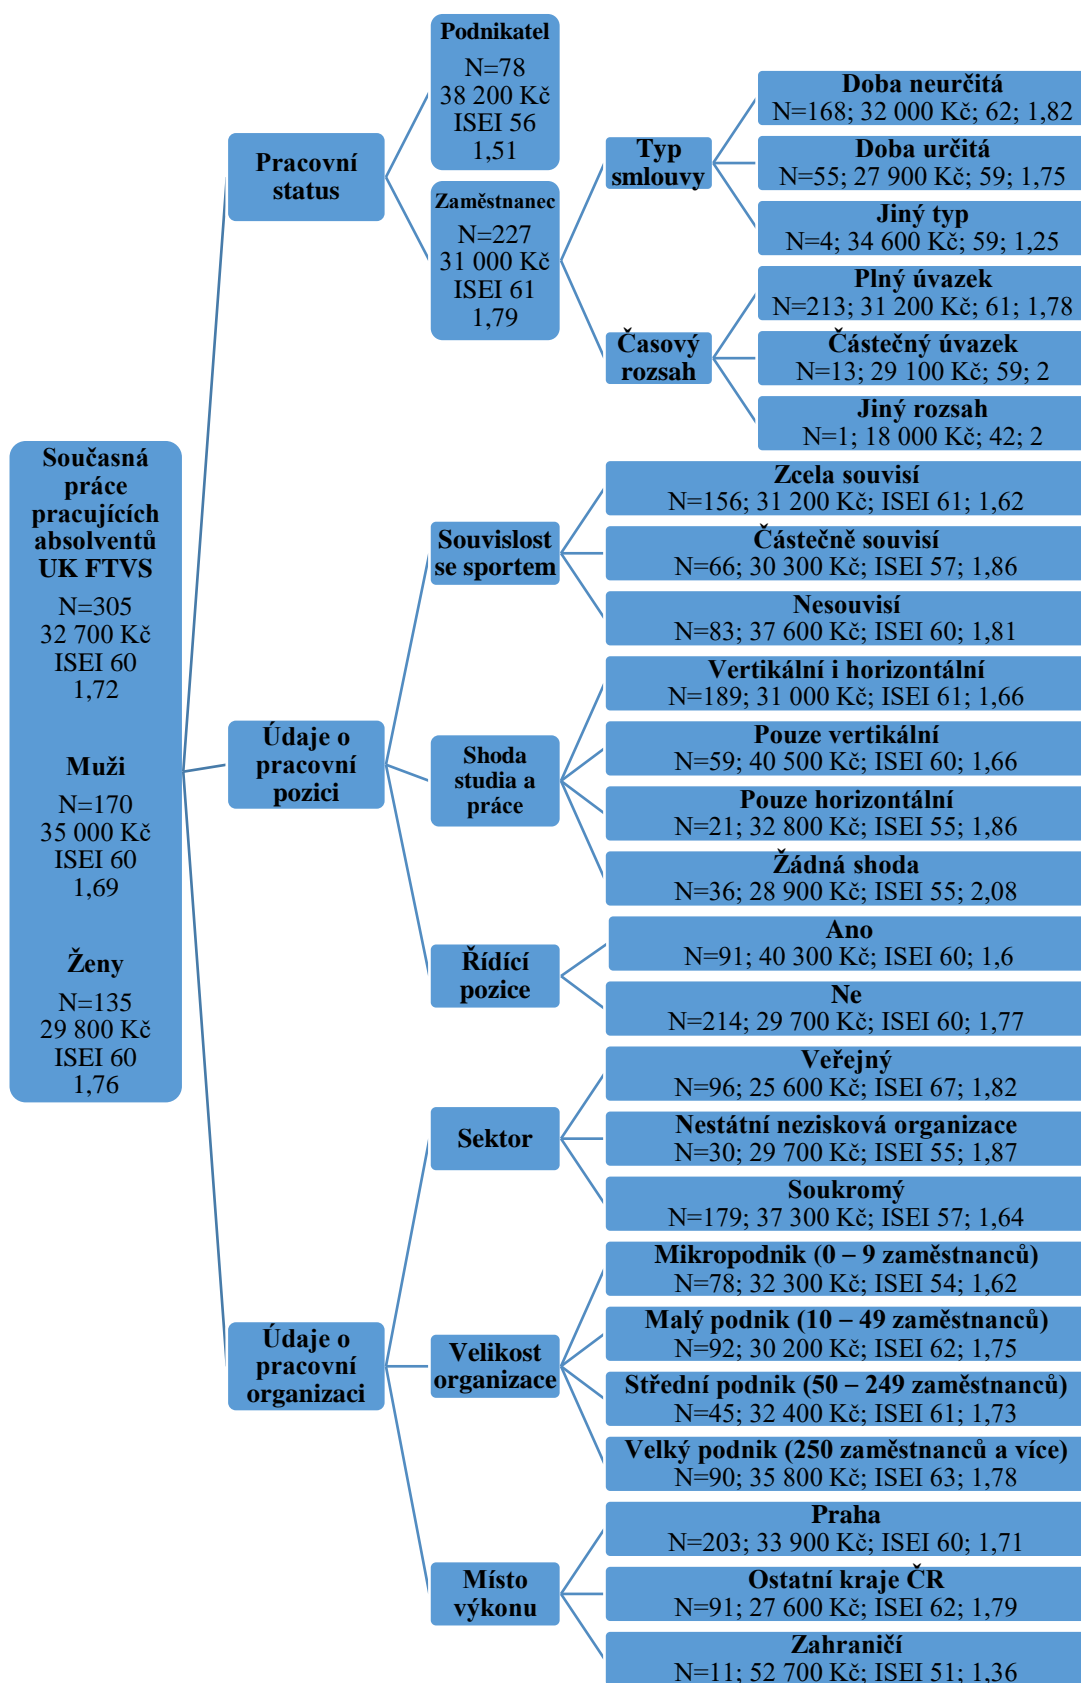 Současná
práce
pracujících
absolventů
UK FTVS
N=305
32 700 Kč
ISEI 60
1,72
Muži
N=170
35 000 Kč
ISEI 60
1,69
Ženy
N=135
29 800 Kč
ISEI 60
1,76
Pracovní
status
Podnikatel
N=78
38 200 Kč
ISEI 56
1,51
Zaměstnanec
N=227
31 000 Kč
ISEI 61
1,79
Typ
smlouvy
Doba neurčitá
N=168; 32 000 Kč; 62; 1,82
Doba určitá
N=55; 27 900 Kč; 59; 1,75
Jiný typ
N=4; 34 600 Kč; 59; 1,25
Časový
rozsah
Plný úvazek
N=213; 31 200 Kč; 61; 1,78
Částečný úvazek
N=13; 29 100 Kč; 59; 2
Jiný rozsah
N=1; 18 000 Kč; 42; 2
Údaje o
pracovní
pozici
Souvislost
se sportem
Zcela souvisí
N=156; 31 200 Kč; ISEI 61; 1,62
Částečně souvisí
N=66; 30 300 Kč; ISEI 57; 1,86
Nesouvisí
N=83; 37 600 Kč; ISEI 60; 1,81
Shoda
studia a
práce
Vertikální i horizontální
N=189; 31 000 Kč; ISEI 61; 1,66
Pouze vertikální
N=59; 40 500 Kč; ISEI 60; 1,66
Pouze horizontální
N=21; 32 800 Kč; ISEI 55; 1,86
Žádná shoda
N=36; 28 900 Kč; ISEI 55; 2,08
Řídící
pozice
Ano
N=91; 40 300 Kč; ISEI 60; 1,6
Ne
N=214; 29 700 Kč; ISEI 60; 1,77
Údaje o
pracovní
organizaci
Sektor
Veřejný
N=96; 25 600 Kč; ISEI 67; 1,82
Nestátní nezisková organizace
N=30; 29 700 Kč; ISEI 55; 1,87
Soukromý
N=179; 37 300 Kč; ISEI 57; 1,64
Velikost
organizace
Mikropodnik (0 – 9 zaměstnanců)
N=78; 32 300 Kč; ISEI 54; 1,62
Malý podnik (10 – 49 zaměstnanců)
N=92; 30 200 Kč; ISEI 62; 1,75
Střední podnik (50 – 249 zaměstnanců)
N=45; 32 400 Kč; ISEI 61; 1,73
Velký podnik (250 zaměstnanců a více)
N=90; 35 800 Kč; ISEI 63; 1,78
Místo
výkonu
Praha
N=203; 33 900 Kč; ISEI 60; 1,71
Ostatní kraje ČR
N=91; 27 600 Kč; ISEI 62; 1,79
Zahraničí
N=11; 52 700 Kč; ISEI 51; 1,36